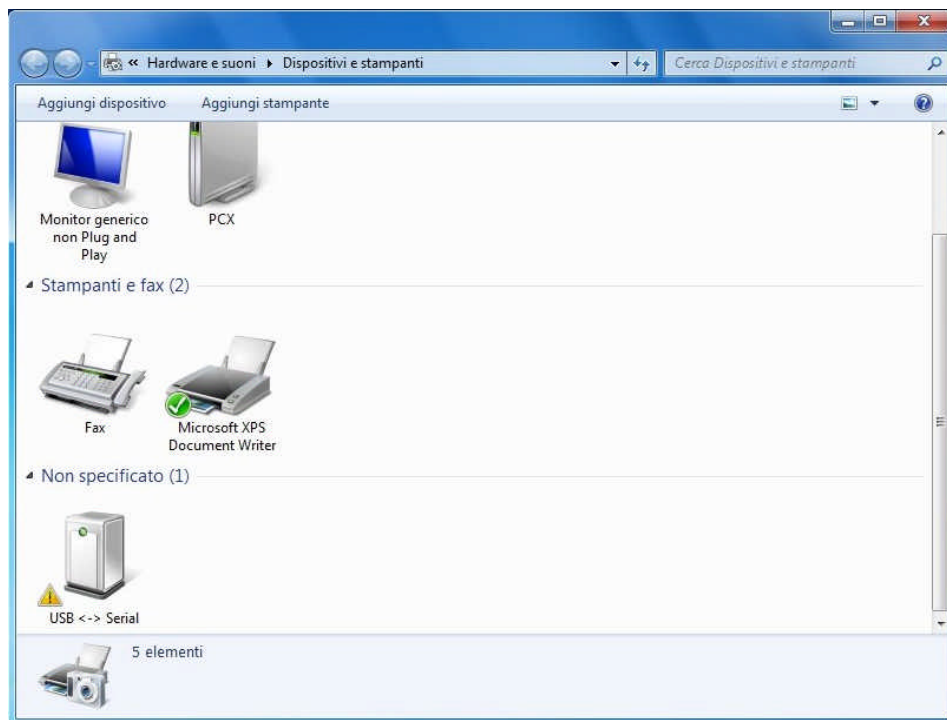 « Hardware e suoni ▸ Dispositivi e stampanti
Cerca Dispositivi e stampanti
Aggiungi dispositivo Aggiungi stampante
Monitor generico
non Plug and
Play
PCX
Stampanti e fax (2)
Fax
Microsoft XPS
Document Writer
Non specificato (1)
USB <-> Serial
5 elementi